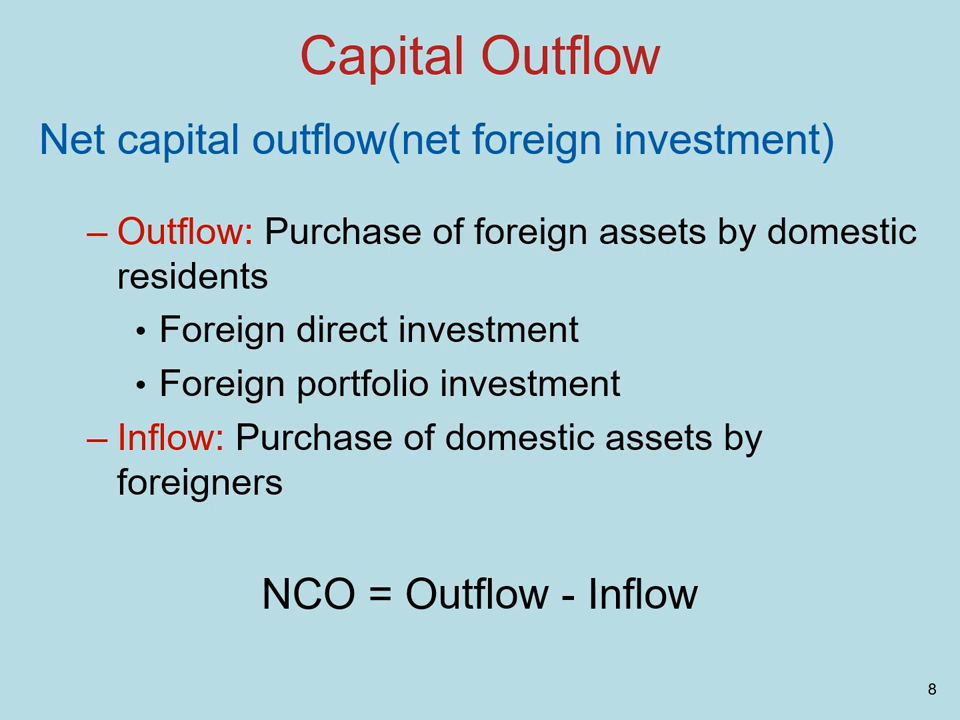 Capital Outflow
Net capital outflow(net foreign investment)
– Outflow: Purchase of foreign assets by domestic
residents
• Foreign direct investment
• Foreign portfolio investment
– Inflow: Purchase of domestic assets by
foreigners
NCO = Outflow - Inflow
8